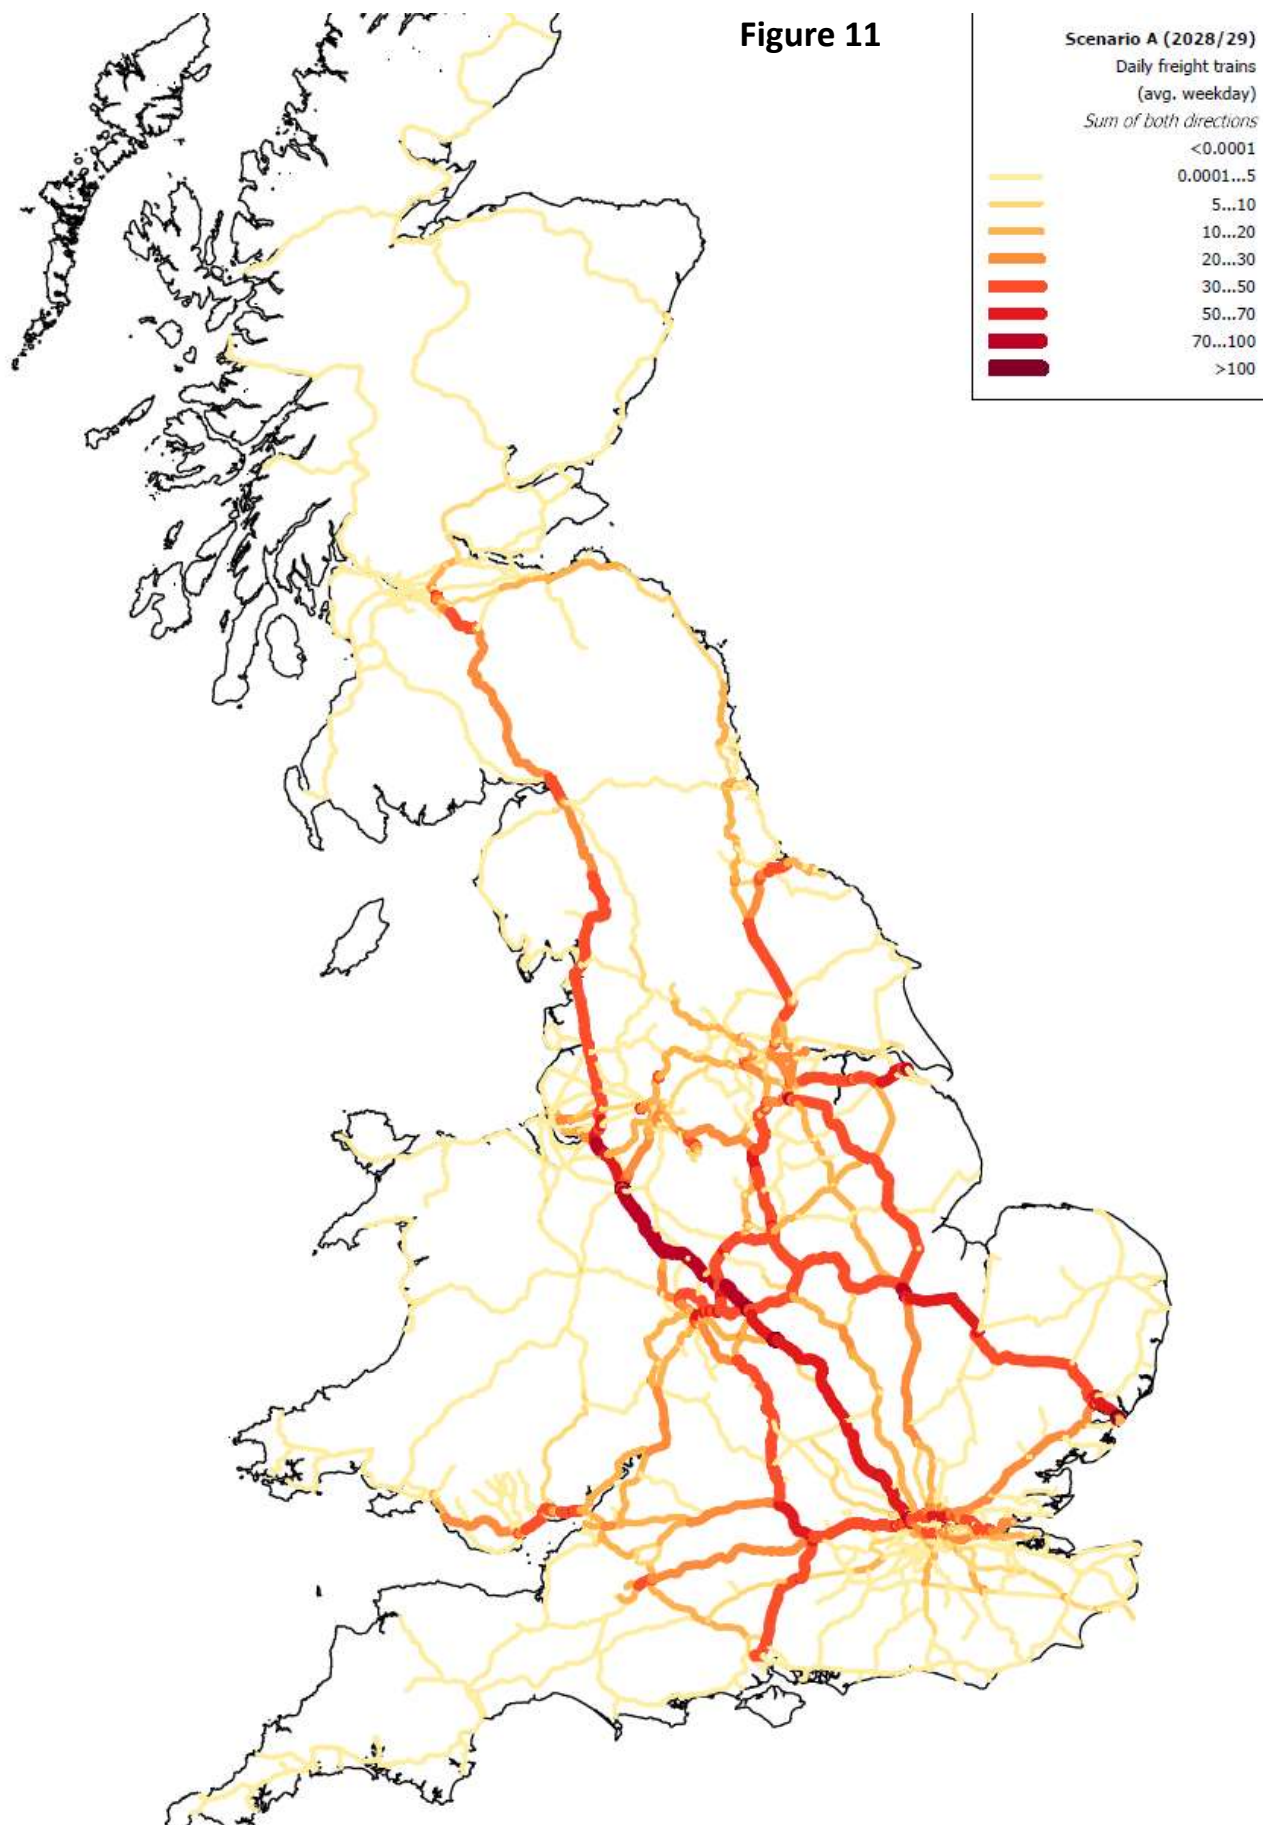 Figure 11
Scenario A (2028/29)
Daily freight trains
(avg. weekday)
Sum of both directions
<0.0001
0.0001...5
5...10
10...20
20...30
30...50
50...70
70...100
>100